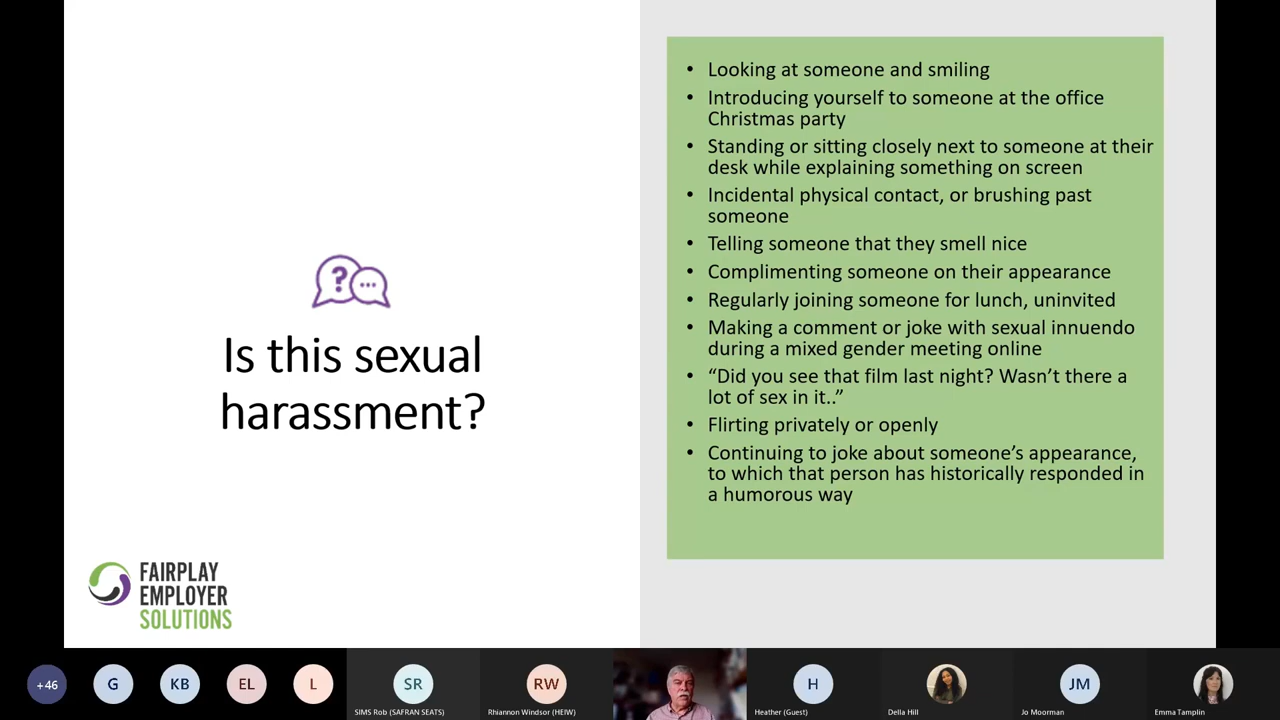 Is this sexual
harassment?
FAIRPLAY
EMPLOYER
SOLUTIONS
• Looking at someone and smiling
• Introducing yourself to someone at the office
Christmas party
• Standing or sitting closely next to someone at their
desk while explaining something on screen
• Incidental physical contact, or brushing past
someone
• Telling someone that they smell nice
• Complimenting someone on their appearance
• Regularly joining someone for lunch, uninvited
• Making a comment or joke with sexual innuendo
during a mixed gender meeting online
• “Did you see that film last night? Wasn’t there a
lot of sex in it..”
• Flirting privately or openly
• Continuing to joke about someone’s appearance,
to which that person has historically responded in
a humorous way
+46 G KB EL L SR RW H JM
SIMS Rob (SAFRAN SEATS) Rhiannon Windsor (HEIW) Heather (Guest) Della Hill Jo Moorman Emma Tamplin